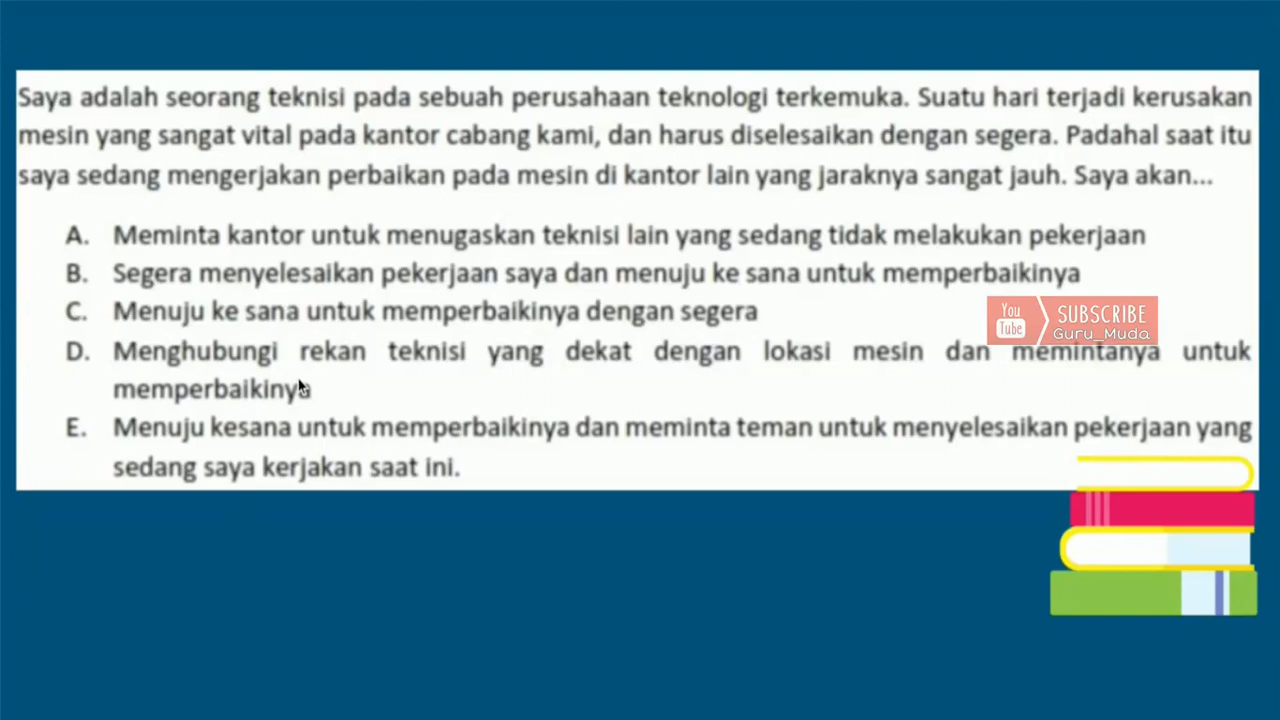 Saya adalah seorang teknisi pada sebuah perusahaan teknologi terkemuka. Suatu hari terjadi kerusakan
mesin yang sangat vital pada kantor cabang kami, dan harus diselesaikan dengan segera. Padahal saat itu
saya sedang mengerjakan perbaikan pada mesin di kantor lain yang jaraknya sangat jauh. Saya akan...
A. Meminta kantor untuk menugaskan teknisi lain yang sedang tidak melakukan pekerjaan
B. Segera menyelesaikan pekerjaan saya dan menuju ke sana untuk memperbaikinya
C. Menuju ke sana untuk memperbaikinya dengan segera
You
Tube
SUBSCRIBE
Guru_Muda
D. Menghubungi rekan teknisi yang dekat dengan lokasi mesin dan memintanya untuk
memperbaikinya
E. Menuju kesana untuk memperbaikinya dan meminta teman untuk menyelesaikan pekerjaan yang
sedang saya kerjakan saat ini.